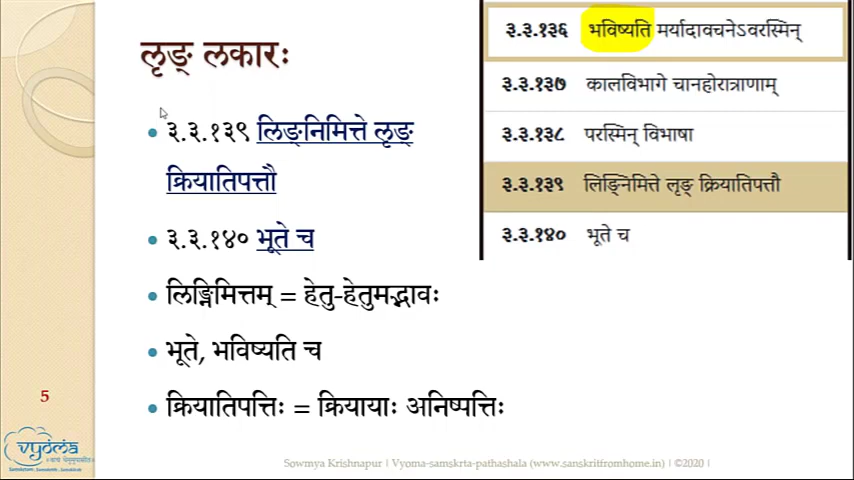 लृङ् लकारः
३.३.१३९ लिङ्निमित्ते लृङ्
क्रियातिपत्तौ
३.३.१४० भूते च
लिङ्निमित्तम् = हेतु-हेतुमद्भावः
भूते, भविष्यति च
क्रियातिपत्तिः = क्रियायाः अनिष्पत्तिः
३.३.१३६ भविष्यति मर्यादावचनेऽवरस्मिन्
३.३.१३७ कालविभागे चानहोरात्राणाम्
३.३.१३८ परस्मिन् विभाषा
३.३.१३९ लिङ्निमित्ते लृङ् क्रियातिपत्तौ
३.३.१४० भूते च
5
vyoma
Sowmya Krishnapur | Vyoma-samskrta-pathashala (www.sanskritfromhome.in) | ©2020 |